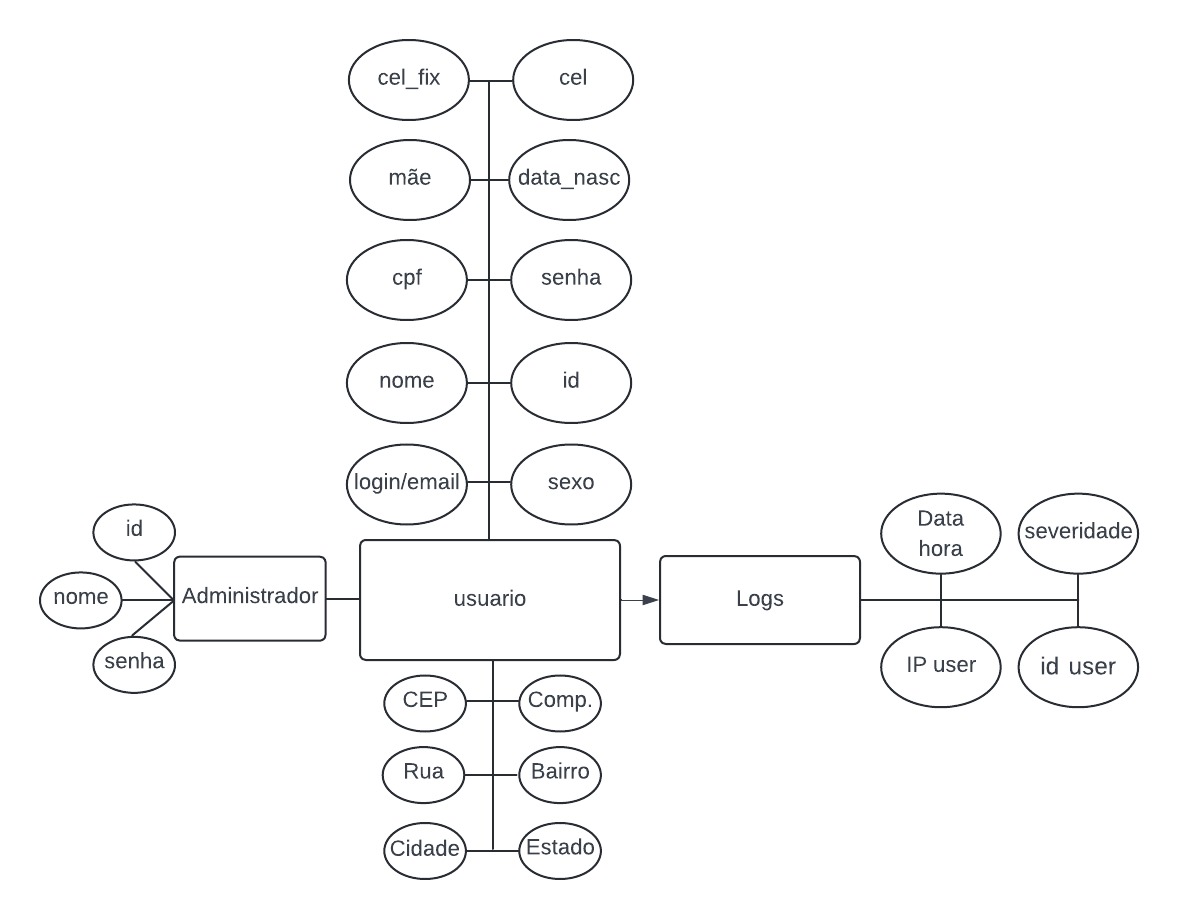 cel_fix
cel
mãe
data_nasc
cpf
senha
nome
id
login/email
sexo
id
nome
senha
Administrador
usuario
Logs
Data
hora
severidade
IP user
id user
CEP
Comp.
Rua
Bairro
Cidade
Estado